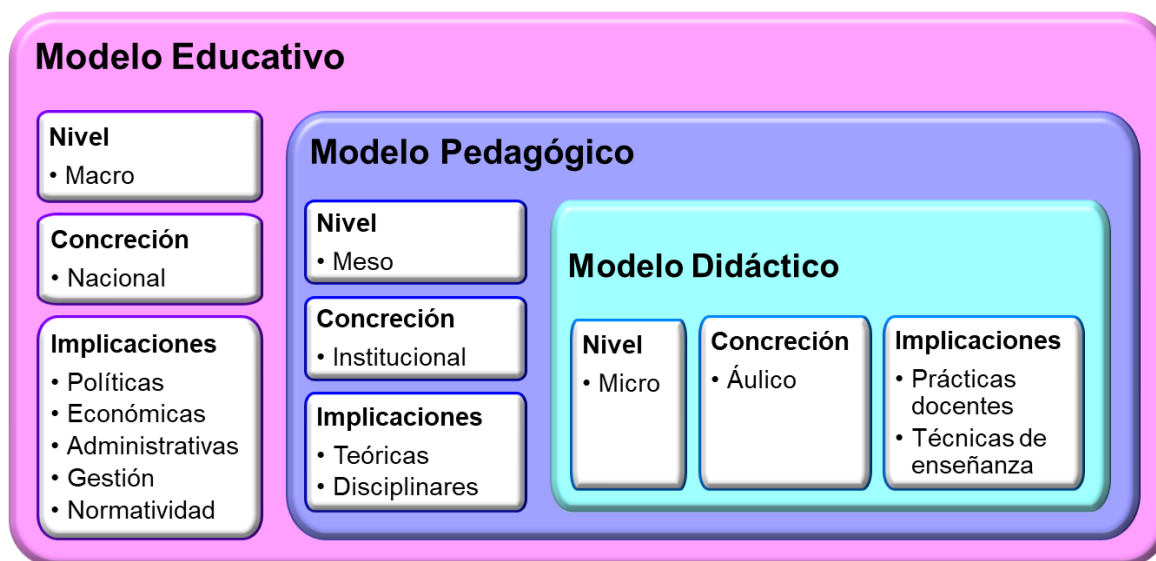 Modelo Educativo
Nivel
• Macro
Concreción
• Nacional
Implicaciones
• Políticas
• Económicas
• Administrativas
• Gestión
• Normatividad
Modelo Pedagógico
Nivel
• Meso
Concreción
• Institucional
Implicaciones
• Teóricas
• Disciplinares
Modelo Didáctico
Nivel
• Micro
Concreción
• Áulico
Implicaciones
• Prácticas
docentes
• Técnicas de
enseñanza